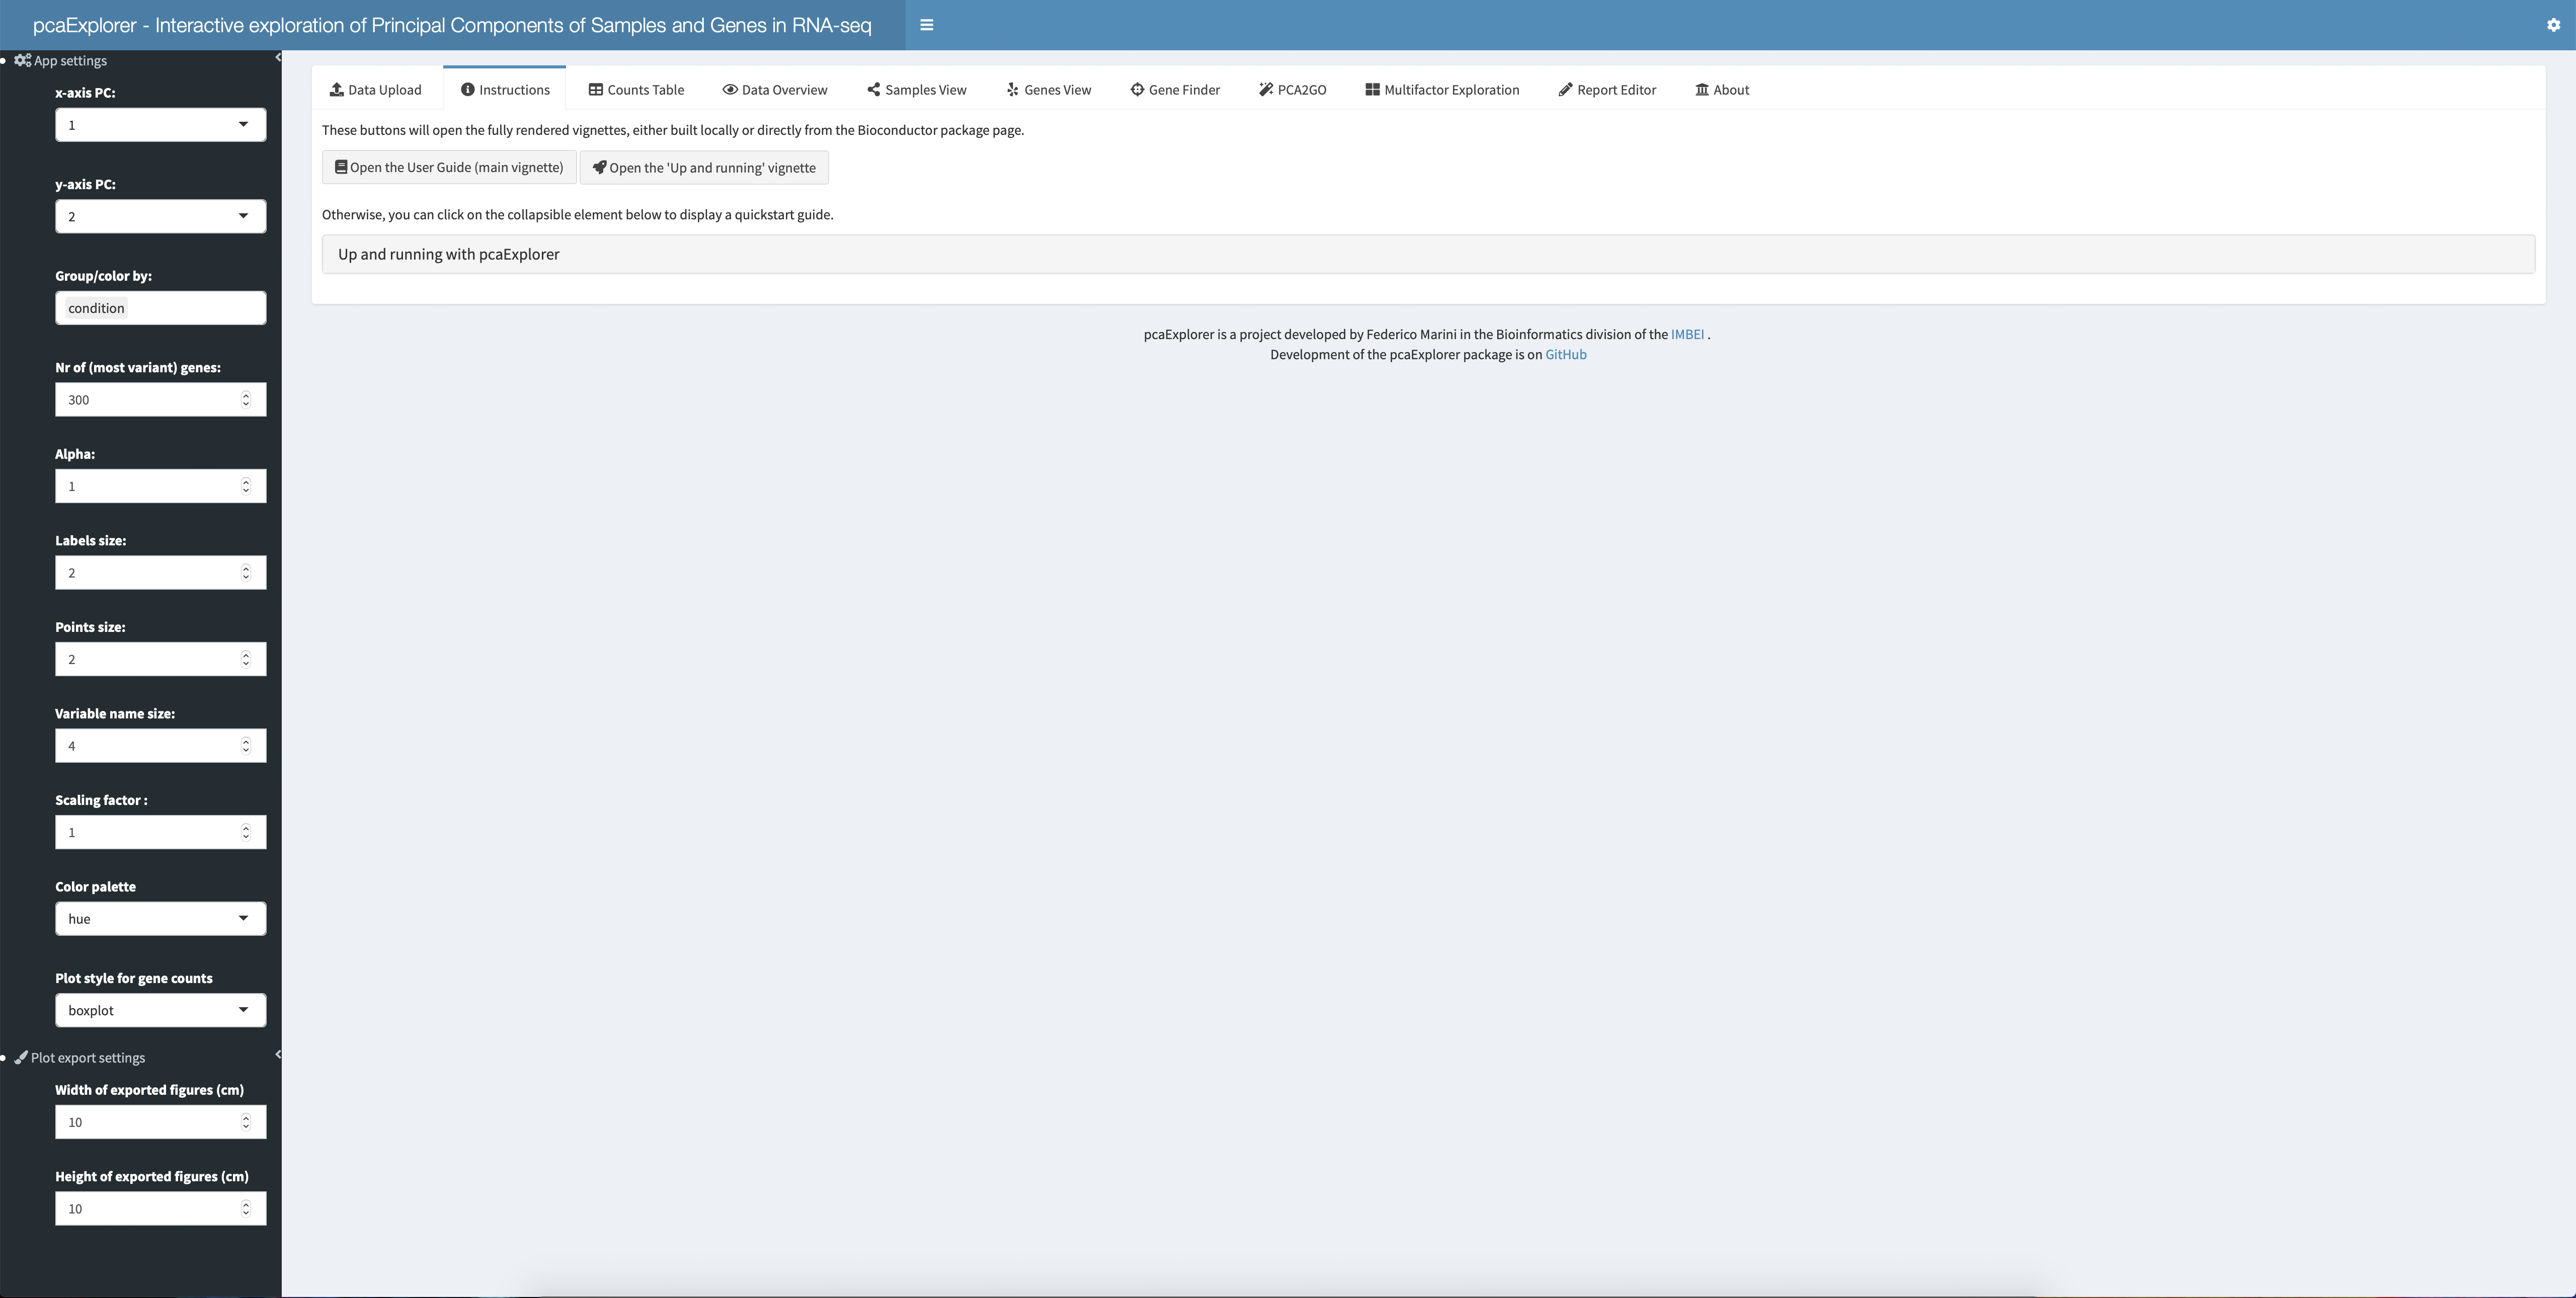 pcaExplorer - Interactive exploration of Principal Components of Samples and Genes in RNA-seq
App settings
x-axis PC:
1
y-axis PC:
2
Group/color by:
condition
Nr of (most variant) genes:
300
Alpha:
1
Labels size:
2
Points size:
2
Variable name size:
4
Scaling factor :
1
Color palette
hue
Plot style for gene counts
boxplot
Plot export settings
Width of exported figures (cm)
10
Height of exported figures (cm)
10
Data Upload Instructions Counts Table Data Overview Samples View Genes View Gene Finder PCA2GO Multifactor Exploration Report Editor About
These buttons will open the fully rendered vignettes, either built locally or directly from the Bioconductor package page.
Open the User Guide (main vignette) Open the 'Up and running' vignette
Otherwise, you can click on the collapsible element below to display a quickstart guide.
Up and running with pcaExplorer
pcaExplorer is a project developed by Federico Marini in the Bioinformatics division of the IMBEI .
Development of the pcaExplorer package is on GitHub